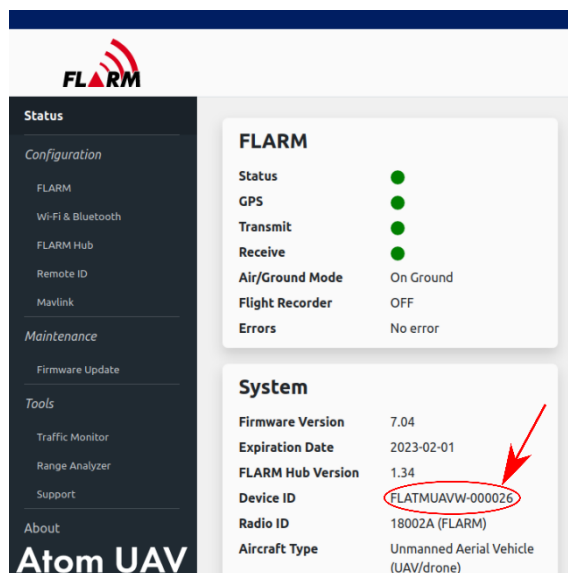 FLARM
Status
Configuration
FLARM
Wi-Fi & Bluetooth
FLARM Hub
Remote ID
Mavlink
Maintenance
Firmware Update
Tools
Traffic Monitor
Range Analyzer
Support
About
Atom UAV
FLARM
Status
GPS
Transmit
Receive
Air/Ground Mode On Ground
Flight Recorder OFF
Errors No error
System
Firmware Version 7.04
Expiration Date 2023-02-01
FLARM Hub Version 1.34
Device ID FLATMUAVW-000026
Radio ID 18002A (FLARM)
Aircraft Type Unmanned Aerial Vehicle
(UAV/drone)